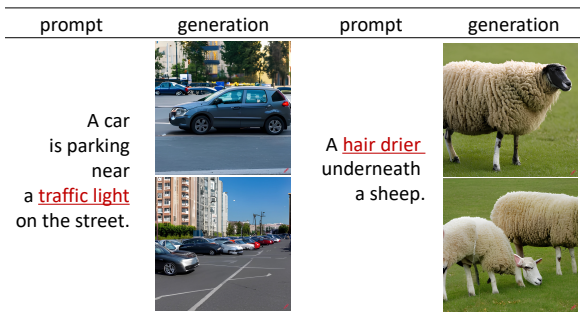 prompt generation prompt generation
A car
is parking
near
a traffic light
on the street.
A hair drier
underneath
a sheep.